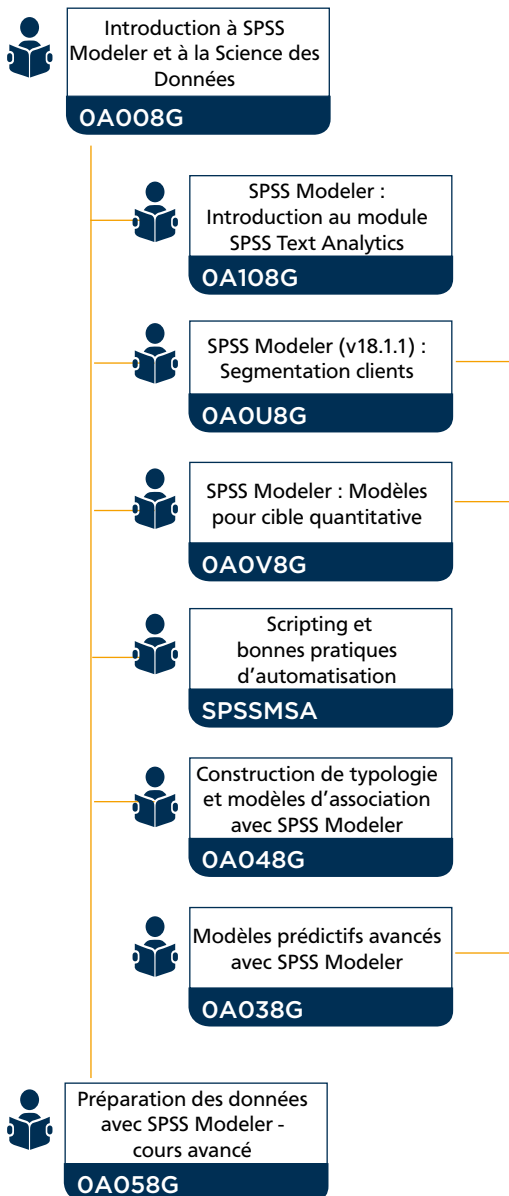 Introduction à SPSS
Modeler et à la Science des
Données
0A008G
SPSS Modeler :
Introduction au module
SPSS Text Analytics
0A108G
SPSS Modeler (v18.1.1) :
Segmentation clients
0A0U8G
SPSS Modeler : Modèles
pour cible quantitative
0A0V8G
Scripting et
bonnes pratiques
d’automatisation
SPSSMSA
Construction de typologie
et modèles d’association
avec SPSS Modeler
0A048G
Modèles prédictifs avancés
avec SPSS Modeler
0A038G
Préparation des données
avec SPSS Modeler -
cours avancé
0A058G